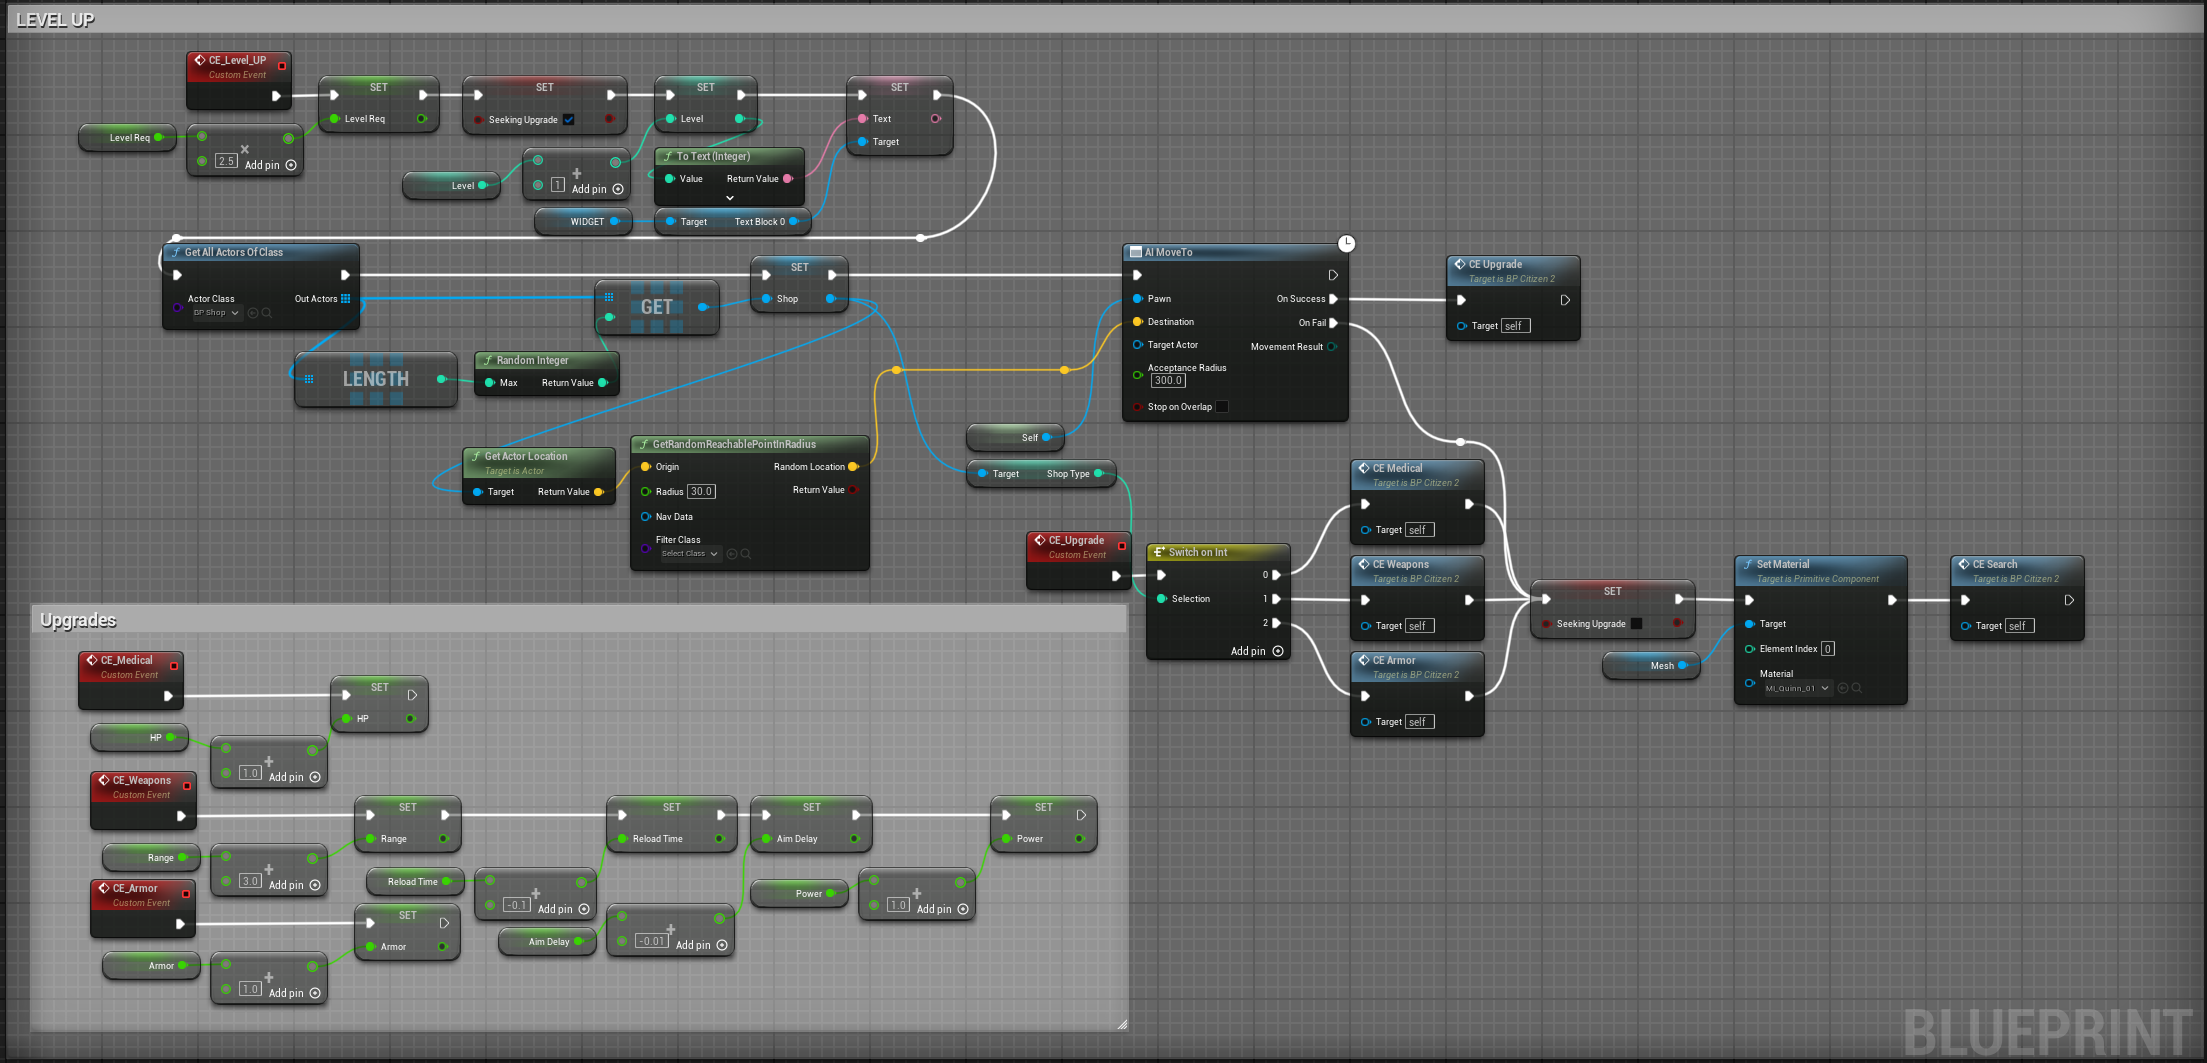 LEVEL UP
CE_Level_UP
Custom Event
SET
Level Req
SET
Seeking Upgrade
SET
Level
SET
Text
Target
Level Req
2.5
Add pin
Level
1
Add pin
To Text (Integer)
Value
Return Value
WIDGET
Target
Text Block 0
Get All Actors Of Class
Actor Class
BP Shop
Out Actors
LENGTH
Random Integer
Max
Return Value
GET
SET
Shop
AI MoveTo
Pawn
On Success
Destination
On Fail
Target Actor
Movement Result
Acceptance Radius
300.0
Stop on Overlap
CE Upgrade
Target is BP Citizen 2
Target self
Get Actor Location
Target is Actor
Target
Return Value
GetRandomReachablePointInRadius
Origin
Random Location
Radius 30.0
Return Value
Nav Data
Filter Class
Select Class
Self
Target
Shop Type
CE_Upgrade
Custom Event
Switch on Int
0
Selection
1
2
Add pin
CE Medical
Target is BP Citizen 2
Target self
CE Weapons
Target is BP Citizen 2
Target self
CE Armor
Target is BP Citizen 2
Target self
SET
Seeking Upgrade
Mesh
Set Material
Target is Primitive Component
Target
Element Index 0
Material
MI_Quinn_01
CE Search
Target is BP Citizen 2
Target self
Upgrades
CE_Medical
Custom Event
SET
HP
HP
1.0
Add pin
CE_Weapons
Custom Event
SET
Range
Range
3.0
Add pin
SET
Reload Time
Reload Time
-0.1
Add pin
SET
Aim Delay
Aim Delay
-0.01
Add pin
SET
Power
Power
1.0
Add pin
CE_Armor
Custom Event
SET
Armor
Armor
1.0
Add pin
BLUEPRINT